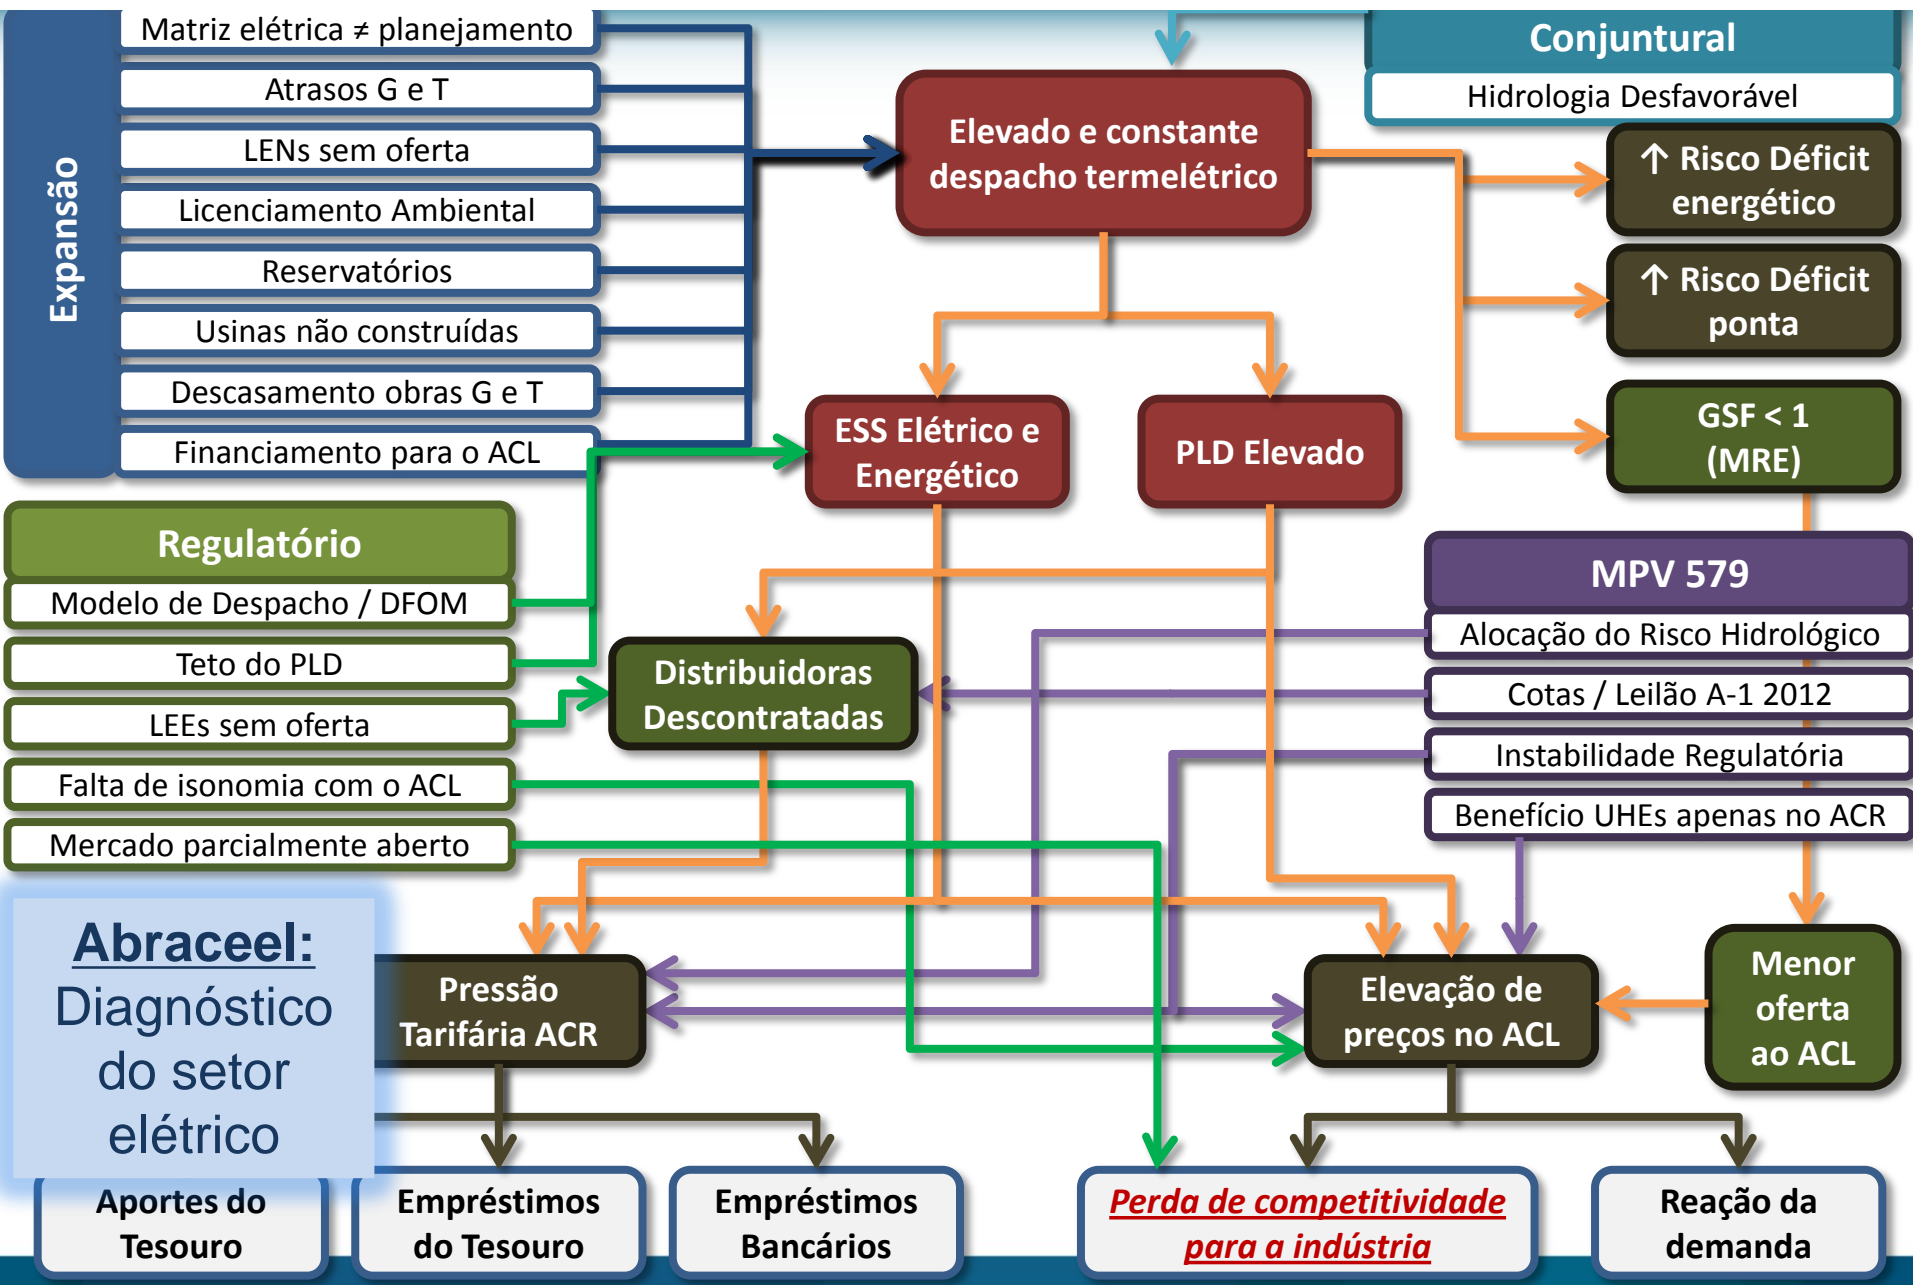 Expansão
Matriz elétrica ≠ planejamento
Atrasos G e T
LENs sem oferta
Licenciamento Ambiental
Reservatórios
Usinas não construídas
Descasamento obras G e T
Financiamento para o ACL
Conjuntural
Hidrologia Desfavorável
Elevado e constante
despacho termelétrico
↑ Risco Déficit
energético
↑ Risco Déficit
ponta
GSF < 1
(MRE)
ESS Elétrico e
Energético
PLD Elevado
Regulatório
Modelo de Despacho / DFOM
Teto do PLD
LEEs sem oferta
Falta de isonomia com o ACL
Mercado parcialmente aberto
Distribuidoras
Descontratadas
MPV 579
Alocação do Risco Hidrológico
Cotas / Leilão A-1 2012
Instabilidade Regulatória
Benefício UHEs apenas no ACR
Abraceel:
Diagnóstico
do setor
elétrico
Pressão
Tarifária ACR
Elevação de
preços no ACL
Menor
oferta
ao ACL
Aportes do
Tesouro
Empréstimos
do Tesouro
Empréstimos
Bancários
Perda de competitividade
para a indústria
Reação da
demanda